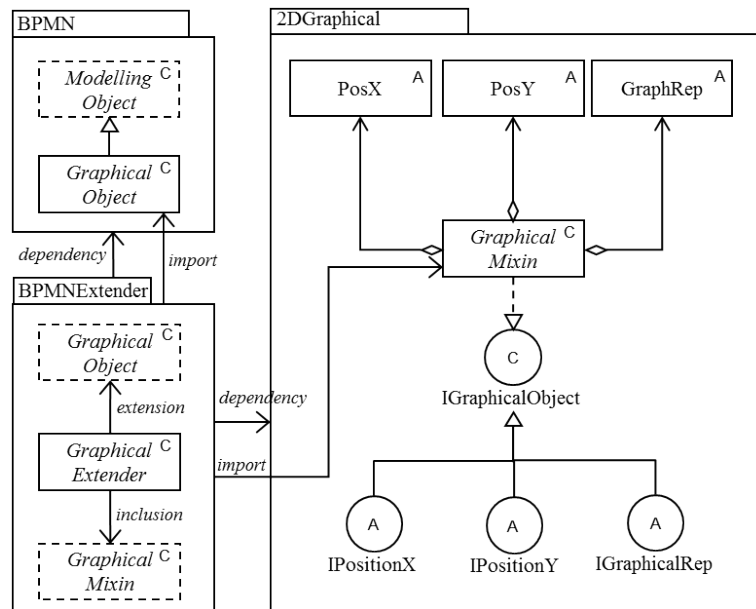 BPMN
2DGraphical
Modelling C
Object
Graphical C
Object
dependency
import
BPMNExtender
Graphical C
Object
extension
Graphical C
Extender
inclusion
Graphical C
Mixin
dependency
import
PosX A
PosY A
GraphRep A
Graphical C
Mixin
C
IGraphicalObject
A
IPositionX
A
IPositionY
A
IGraphicalRep